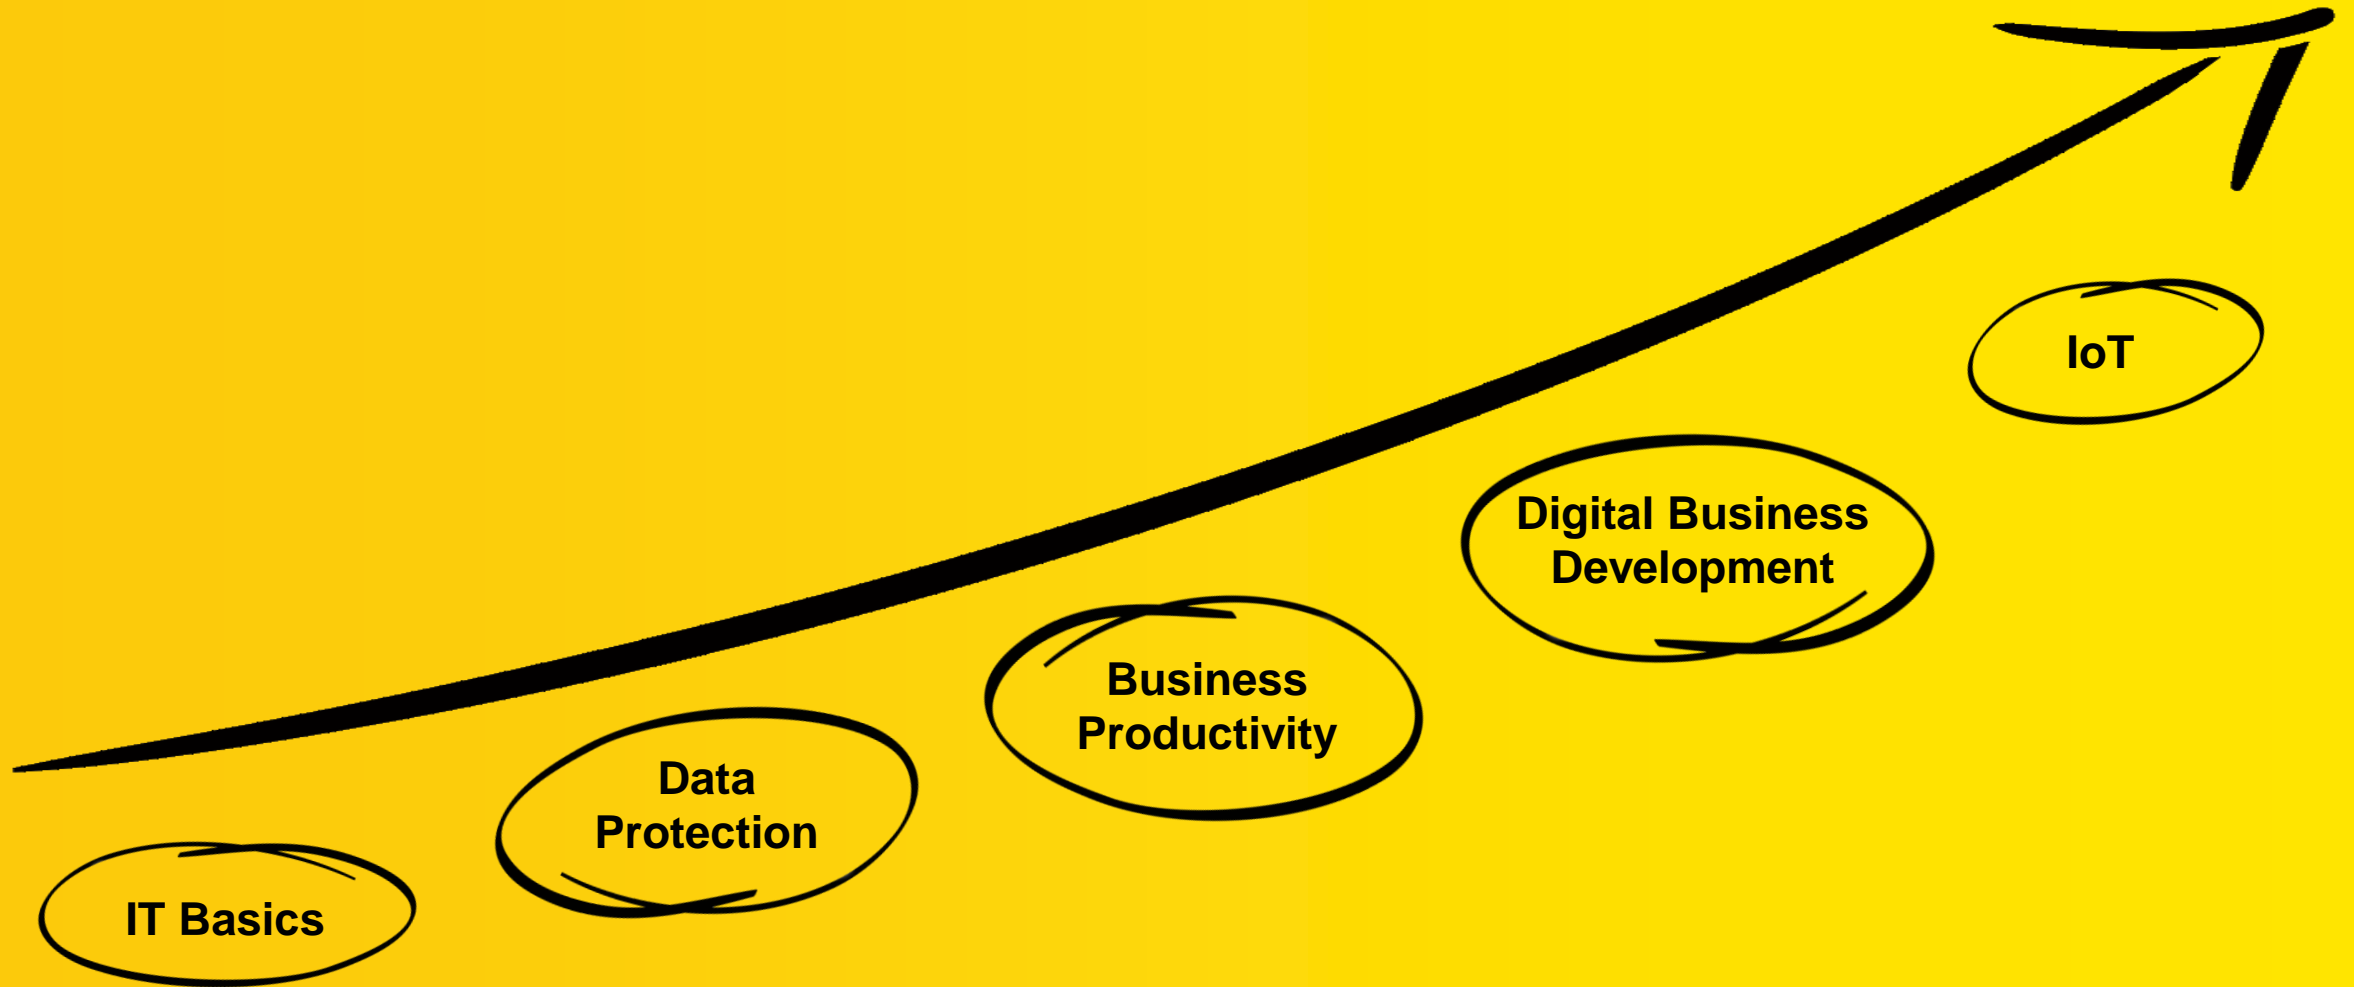 IT Basics
Data
Protection
Business
Productivity
Digital Business
Development
IoT